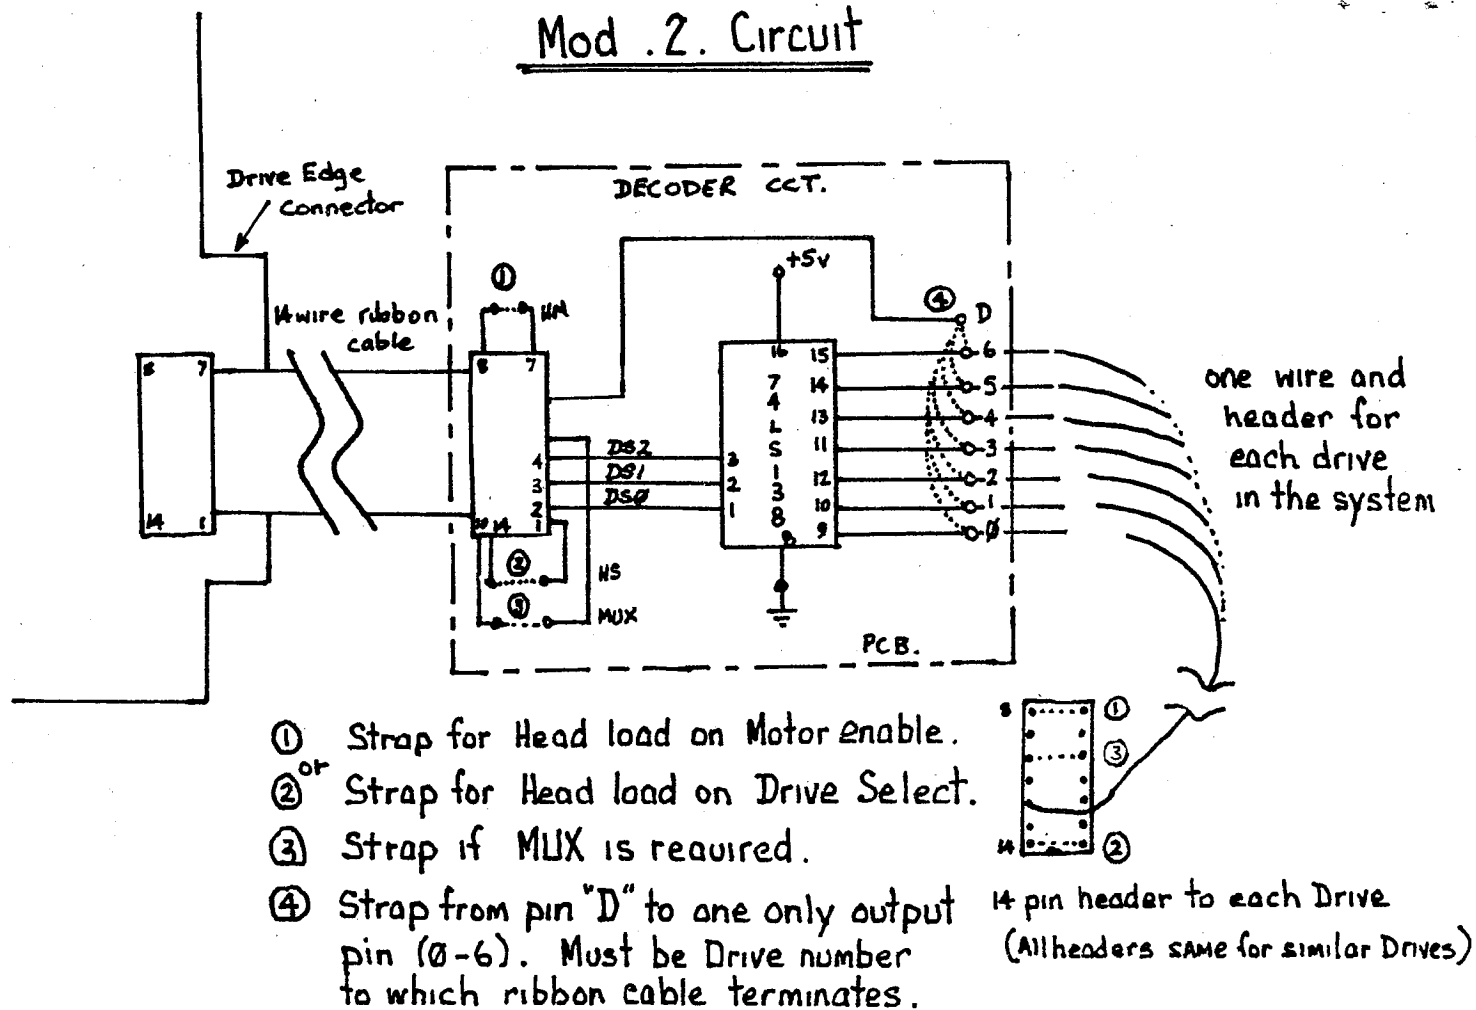 Mod .2. Circuit
Drive Edge
Connector
14 wire ribbon
cable
DECODER CCT.
+5v
1
HM
4
D
8 7
8 7
16
15
14
13
11
12
10
9
6
5
4
3
2
1
Ø
74LS138
8
4
3
2
1
DS2
DS1
DSØ
3
2
1
14 1
10 14
2
HS
3
MUX
PCB.
one wire and
header for
each drive
in the system
1 Strap for Head load on Motor enable.
or
2 Strap for Head load on Drive Select.
3 Strap if MUX is required.
4 Strap from pin "D" to one only output
pin (Ø-6). Must be Drive number
to which ribbon cable terminates.
8 1
3
14 2
14 pin header to each Drive
(All headers SAME for similar Drives)